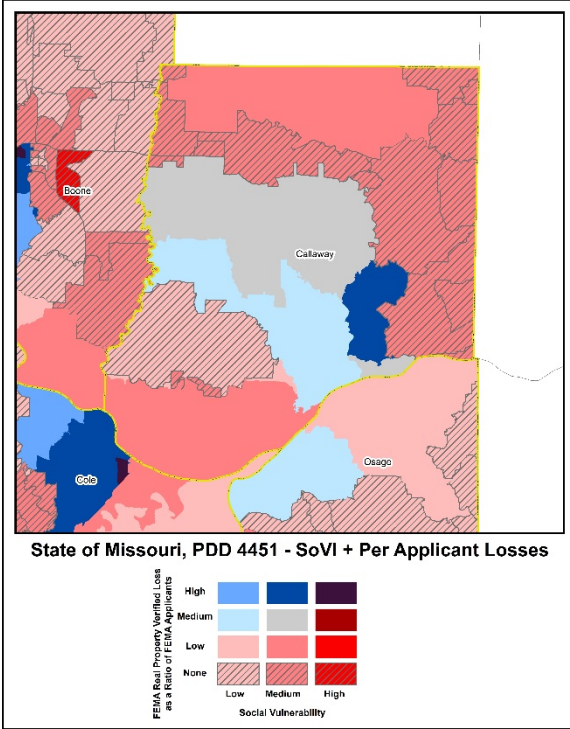 Boone
Callaway
Osago
Cole
State of Missouri, PDD 4451 - SoVI + Per Applicant Losses
FEMA Real Property Verified Loss
as a Ratio of FEMA Applicants
High
Medium
Low
None
Low Medium High
Social Vulnerability